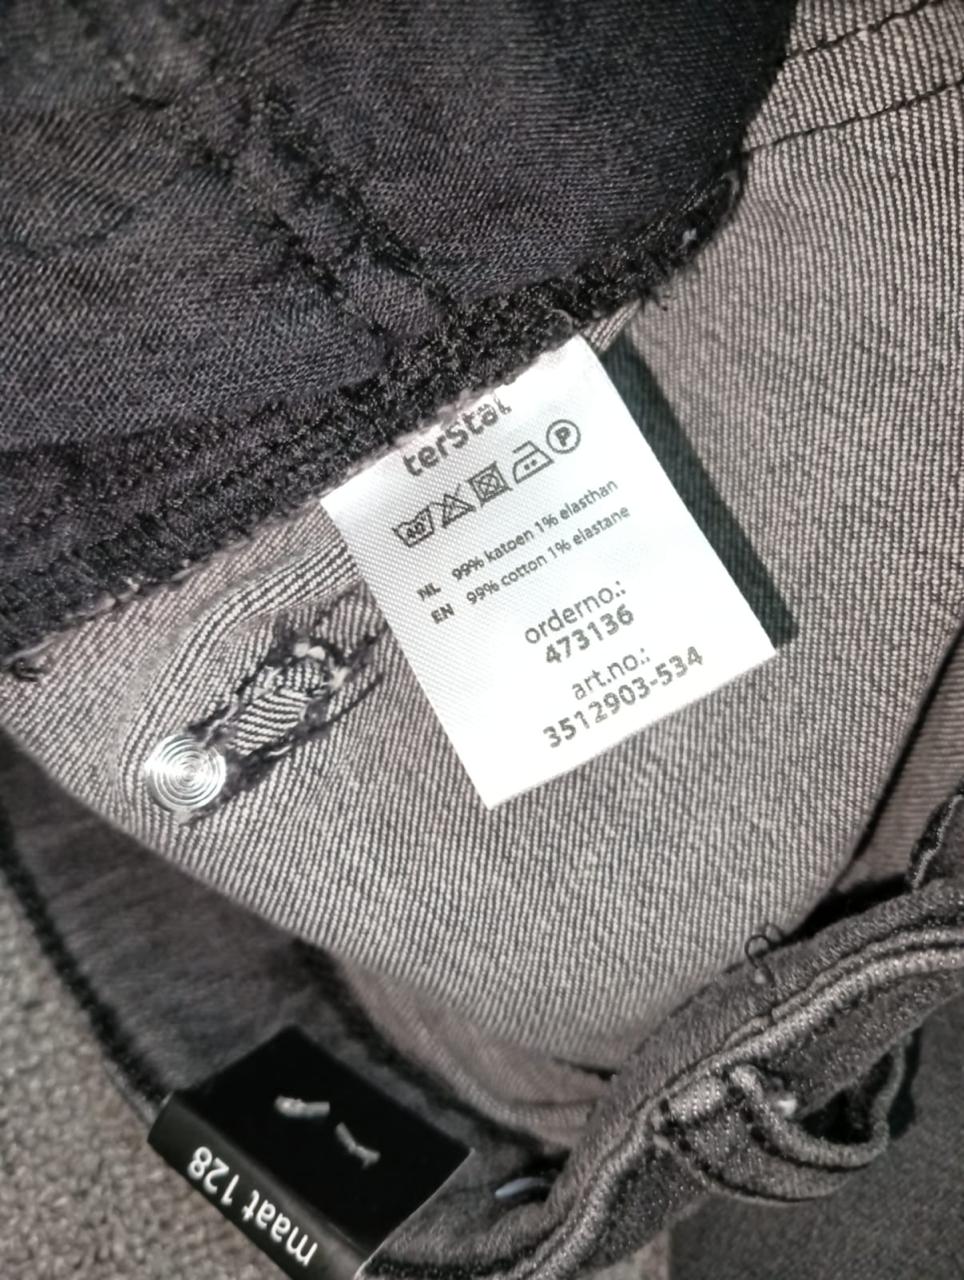 terStal
40
P
NL 99% katoen 1% elasthan
EN 99% cotton 1% elastane
orderno.:
473136
art.no.:
3512903-534
maat 128